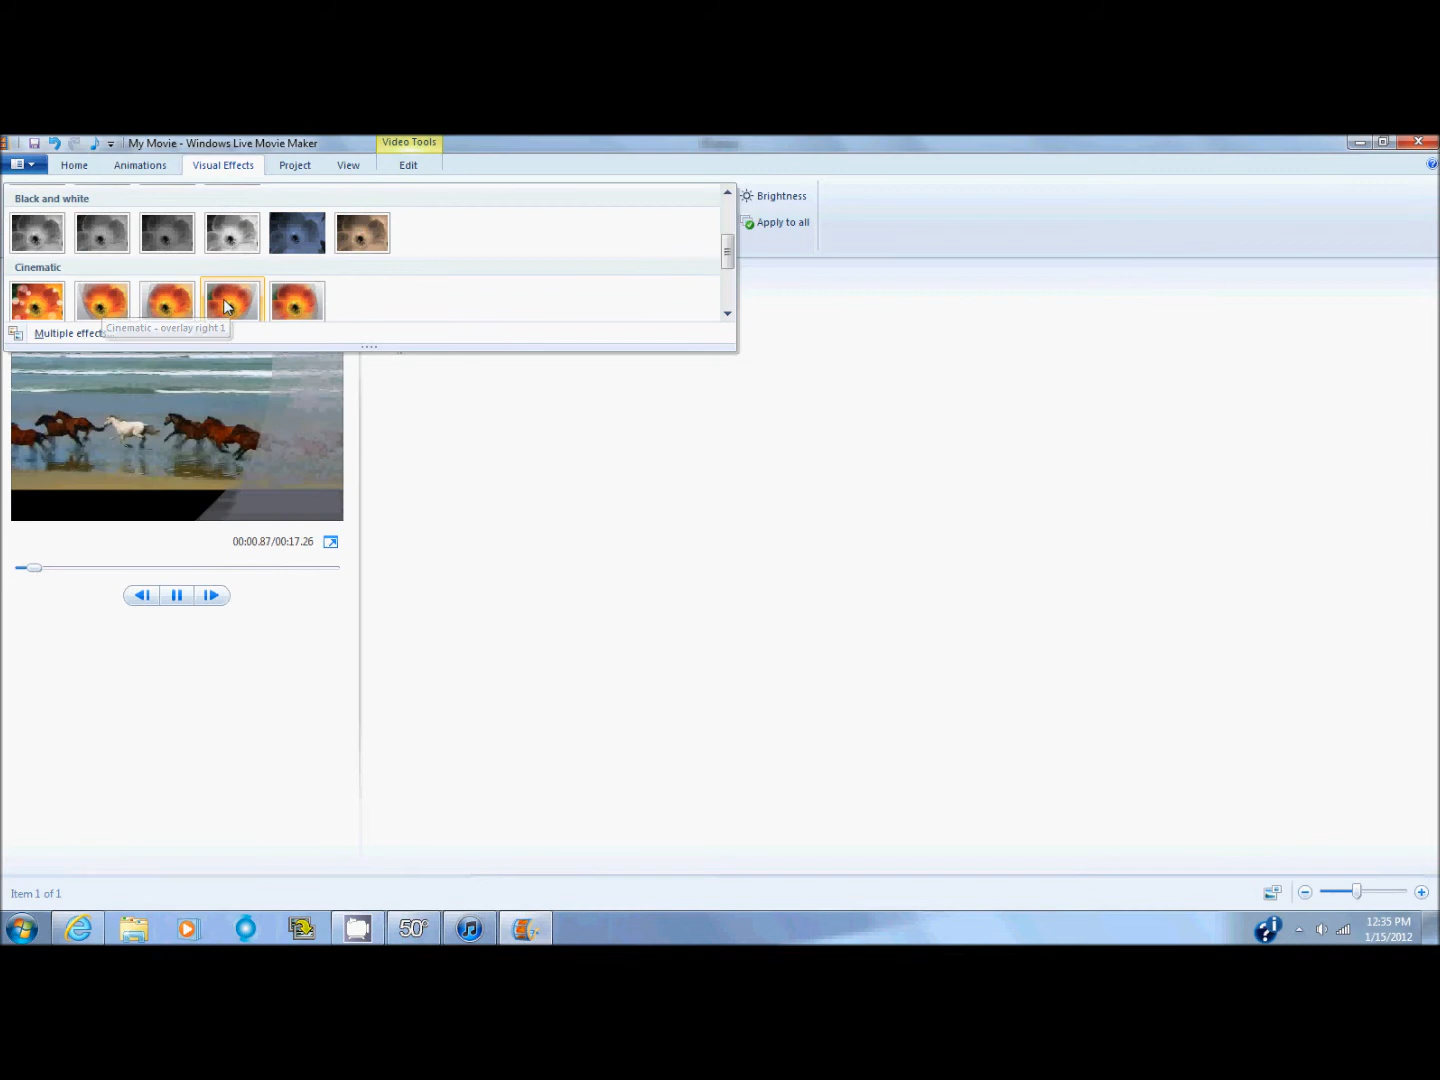 My Movie - Windows Live Movie Maker
Video Tools
Home
Animations
Visual Effects
Project
View
Edit
Black and white
Brightness
Apply to all
Cinematic
Cinematic - overlay right 1
Multiple effects
00:00.87/00:17.26
Item 1 of 1
50°
12:35 PM
1/15/2012